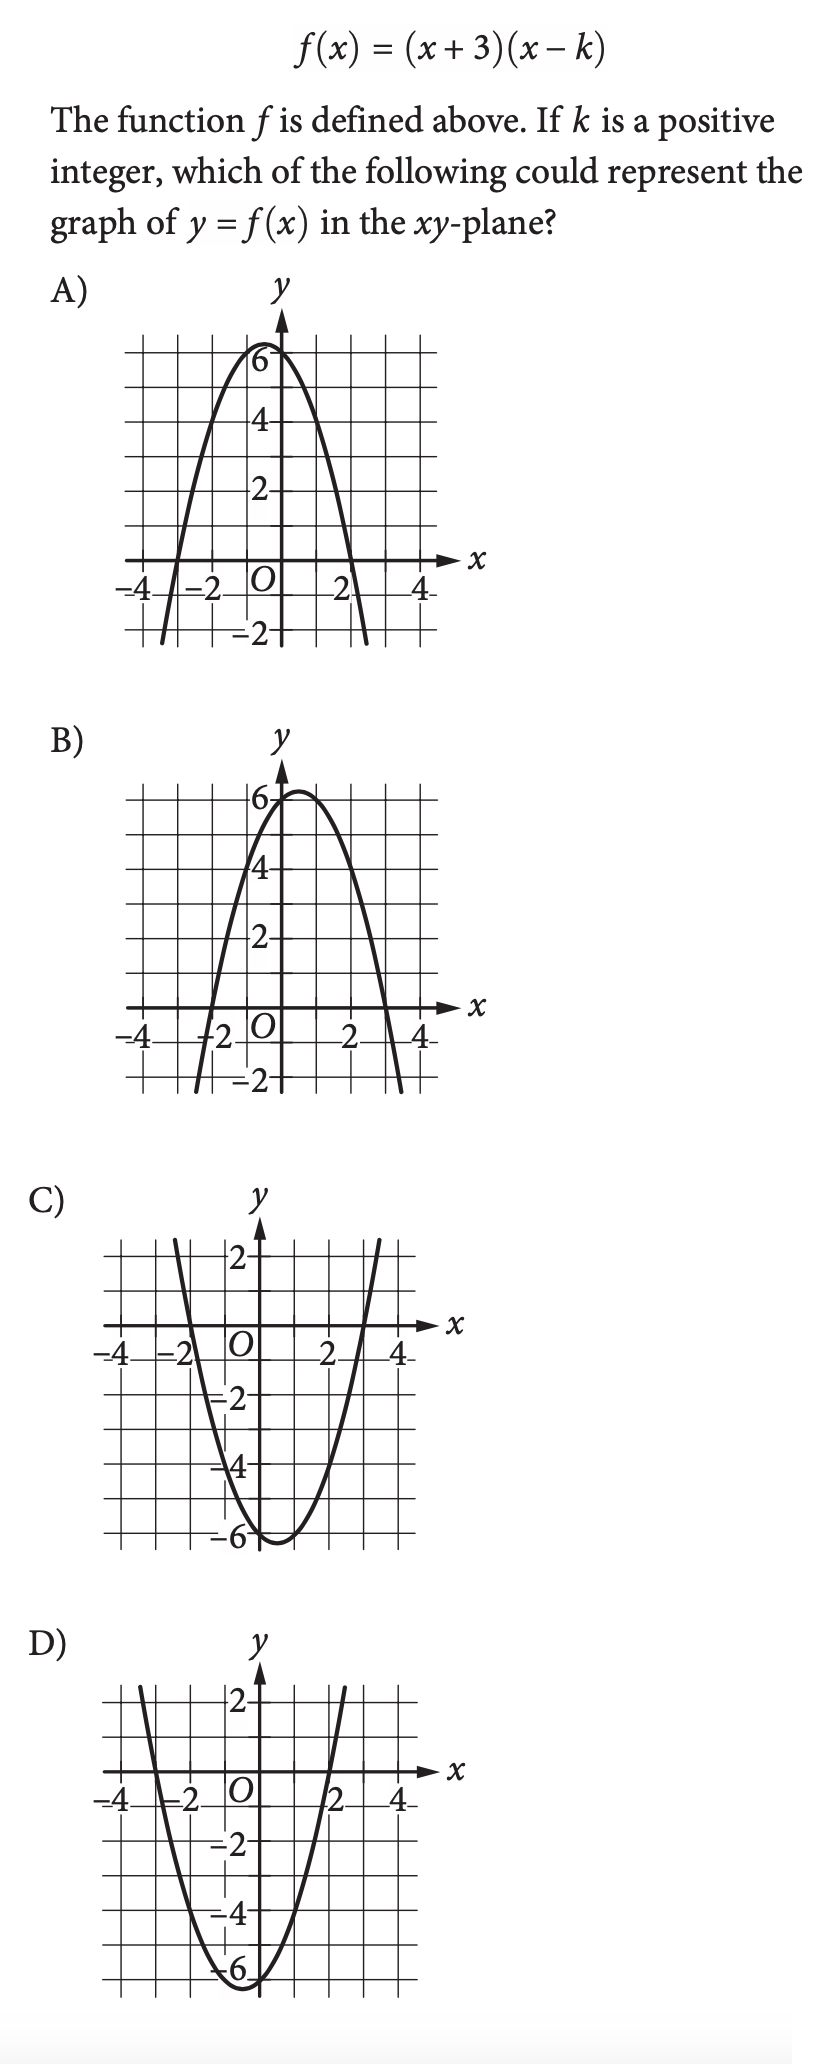 f(x) = (x + 3)(x − k)
The function f is defined above. If k is a positive
integer, which of the following could represent the
graph of y = f(x) in the xy-plane?
A)
y
6
4
2
x
−4 −2 O 2 4
−2
B)
y
6
4
2
x
−4 −2 O 2 4
−2
C)
y
2
x
−4 −2 O 2 4
−2
−4
−6
D)
y
2
x
−4 −2 O 2 4
−2
−4
−6